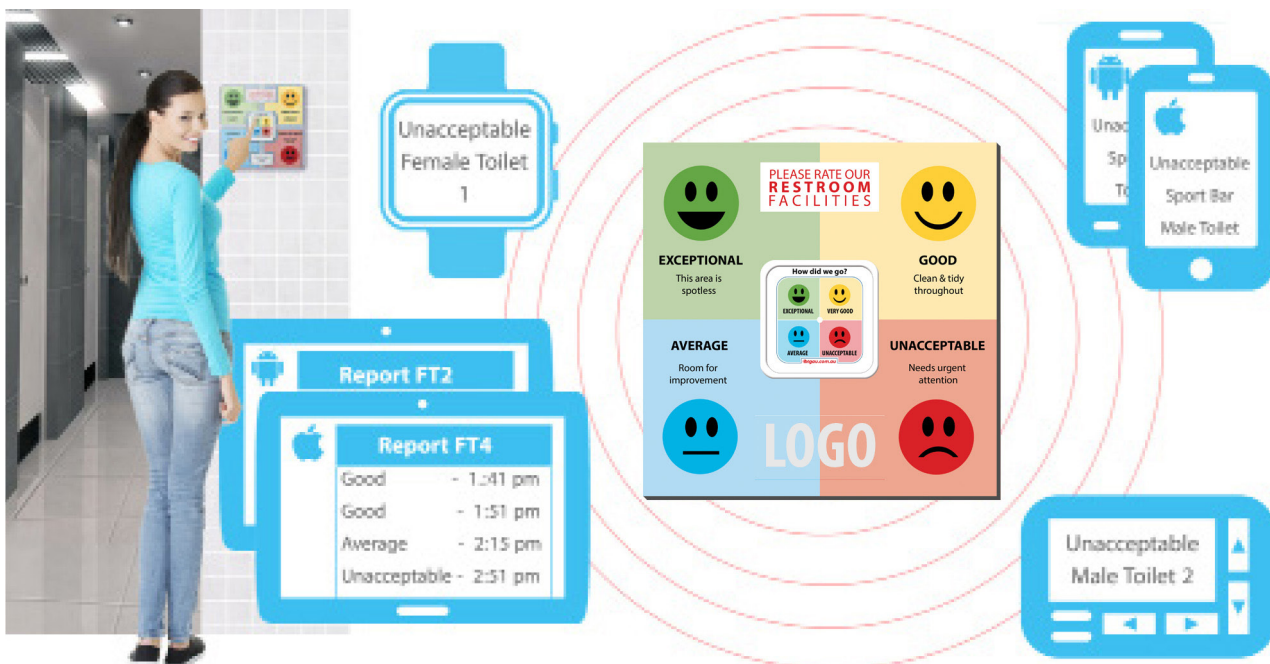 Unacceptable
Female Toilet
1
Report FT2
Report FT4
Good - 1:41 pm
Good - 1:51 pm
Average - 2:15 pm
Unacceptable - 2:51 pm
PLEASE RATE OUR
RESTROOM
FACILITIES
EXCEPTIONAL
This area is
spotless
GOOD
Clean & tidy
throughout
How did we go?
EXCEPTIONAL
VERY GOOD
AVERAGE
UNACCEPTABLE
AVERAGE
Room for
improvement
UNACCEPTABLE
Needs urgent
attention
LOGO
Unac
Sp
To
Unacceptable
Sport Bar
Male Toilet
Unacceptable
Male Toilet 2